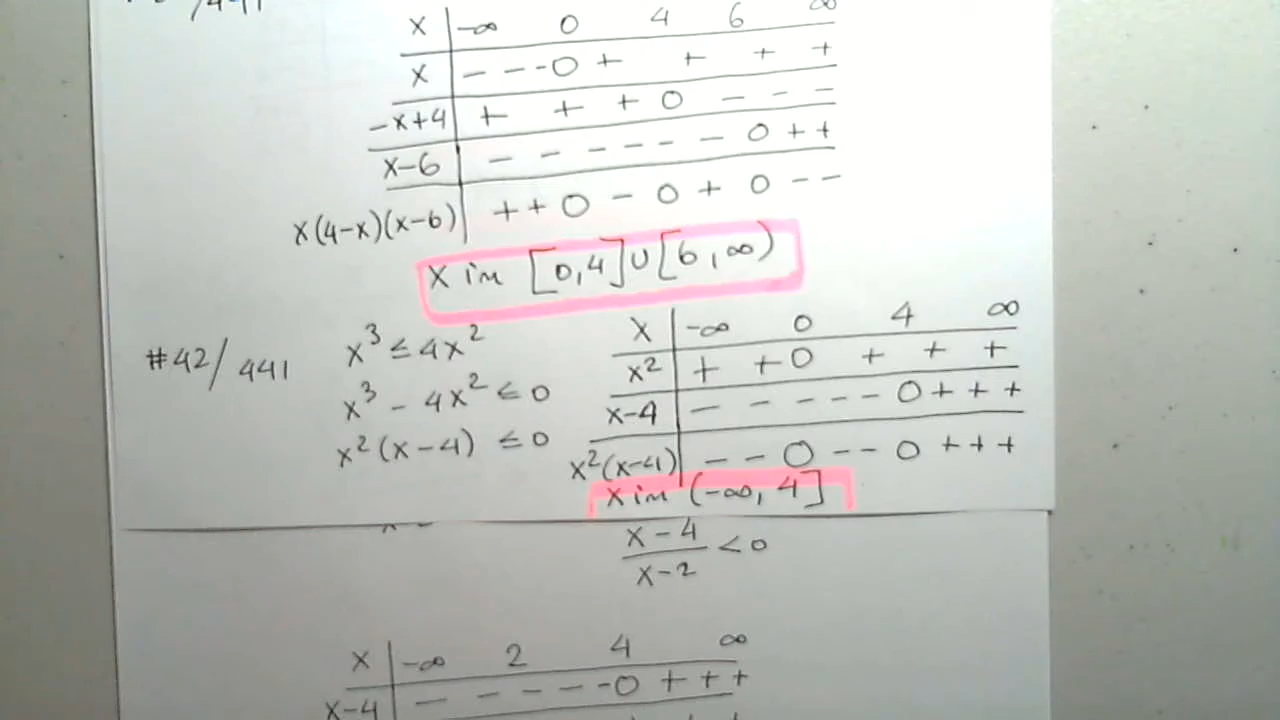 /441
x | -∞ 0 4 6 ∞
x | - - - 0 + + + +
-x+4 | + + + 0 - - -
x-6 | - - - - - - 0 + +
x(4-x)(x-6) | + + 0 - 0 + 0 - -
x in [0,4]∪[6,∞)
#42/441
x³ ≤ 4x²
x³ - 4x² ≤ 0
x²(x-4) ≤ 0
x | -∞ 0 4 ∞
x² | + + 0 + + +
x-4 | - - - - - 0 + + +
x²(x-4) | - - 0 - - 0 + + +
x in (-∞, 4]
x-4
/ x-2 < 0
x | -∞ 2 4 ∞
x-4 | - - - - - 0 + + +